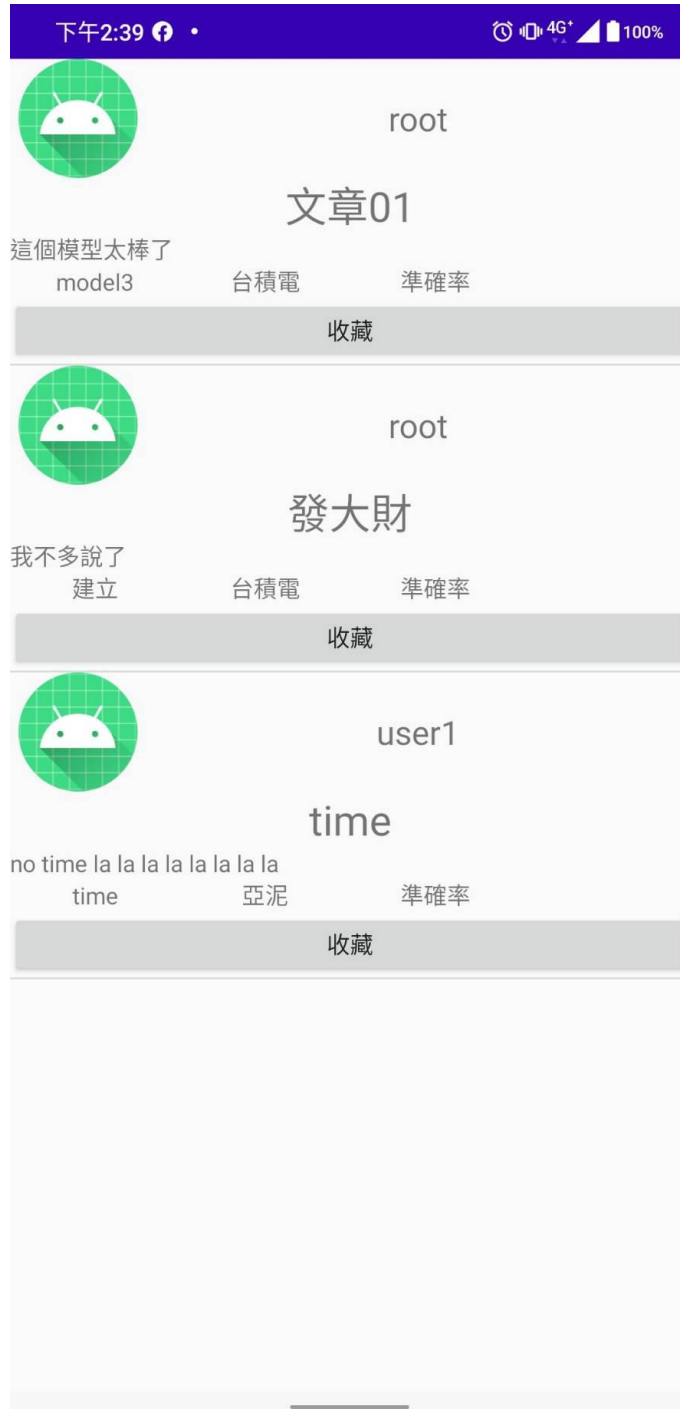 下午2:39 4G+ 100%
root
文章01
這個模型太棒了
model3 台積電 準確率
收藏
root
發大財
我不多說了
建立 台積電 準確率
收藏
user1
time
no time la la la la la la la la
time 亞泥 準確率
收藏